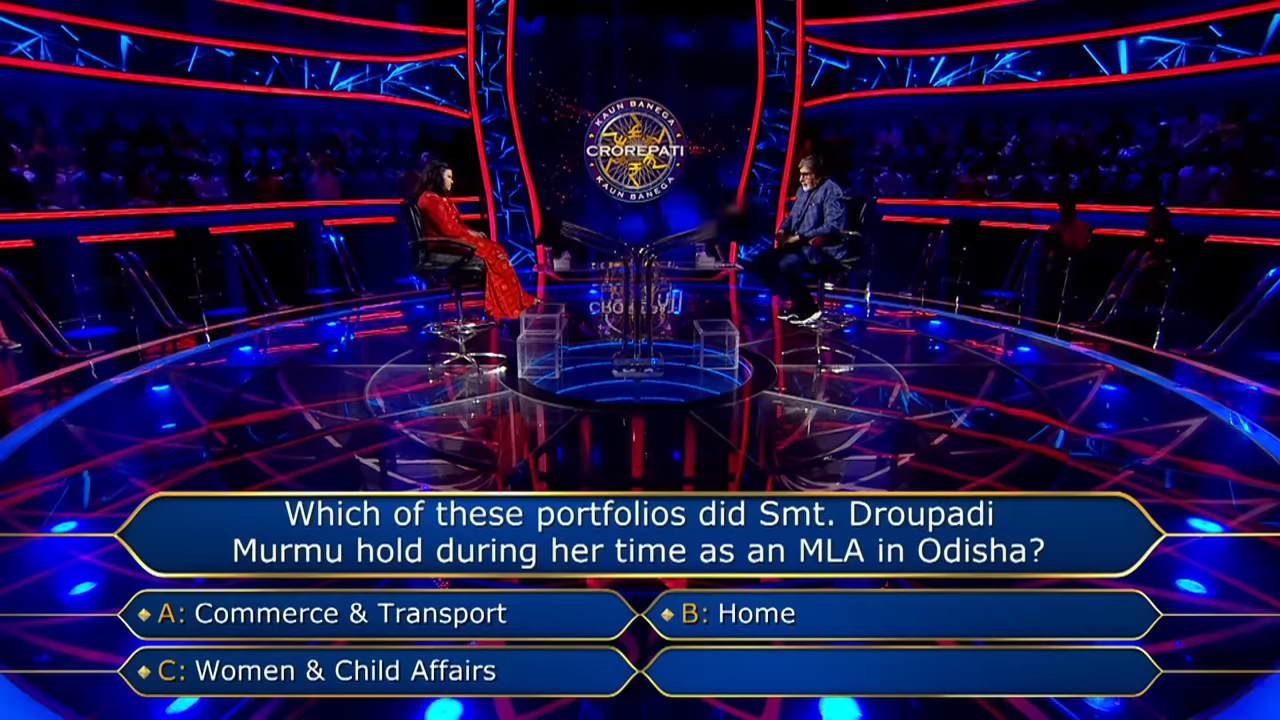 KAUN BANEGA
CROREPATI
KAUN BANEGA
Which of these portfolios did Smt. Droupadi
Murmu hold during her time as an MLA in Odisha?
A: Commerce & Transport
B: Home
C: Women & Child Affairs